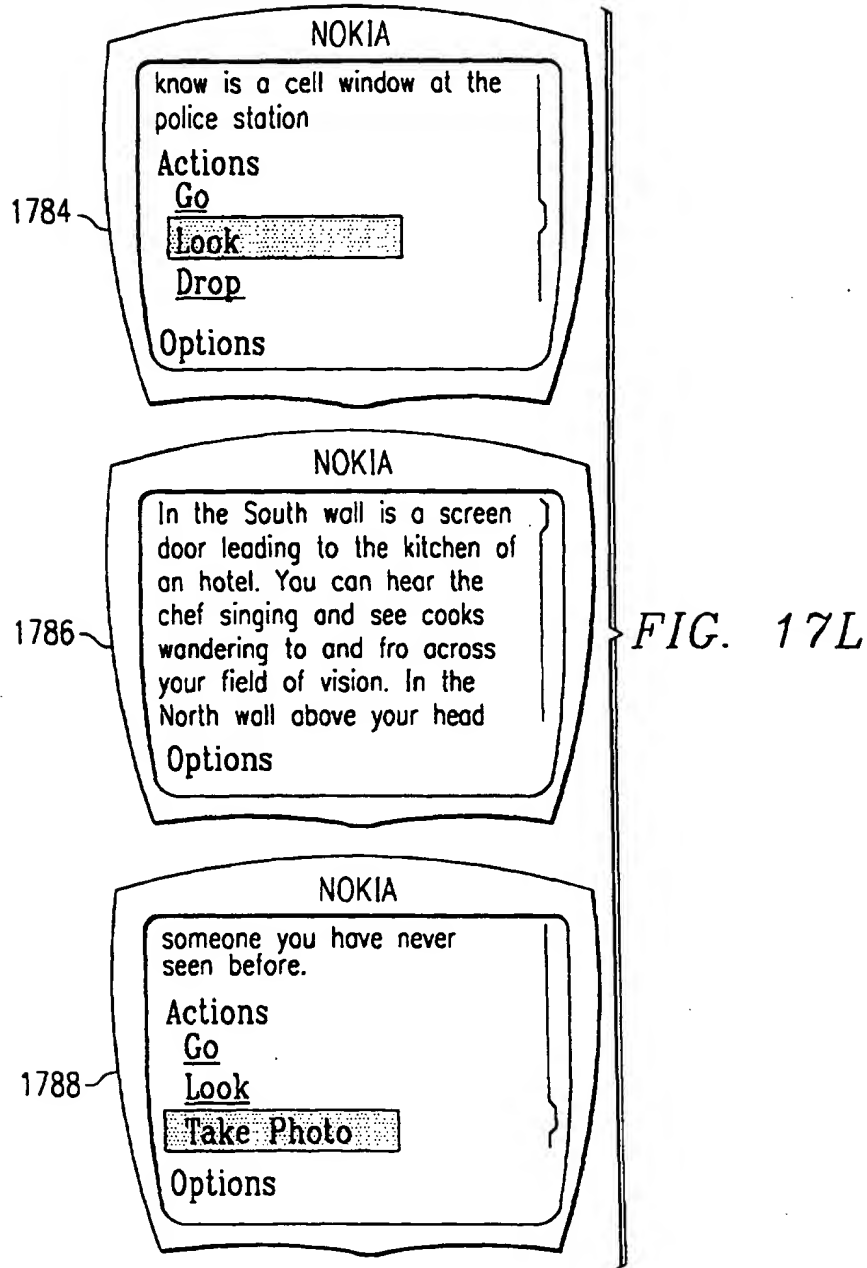 NOKIA
know is a cell window at the
police station
Actions
Go
Look
Drop
Options
1784
NOKIA
In the South wall is a screen
door leading to the kitchen of
an hotel. You can hear the
chef singing and see cooks
wandering to and fro across
your field of vision. In the
North wall above your head
Options
1786
FIG. 17L
NOKIA
someone you have never
seen before.
Actions
Go
Look
Take Photo
Options
1788